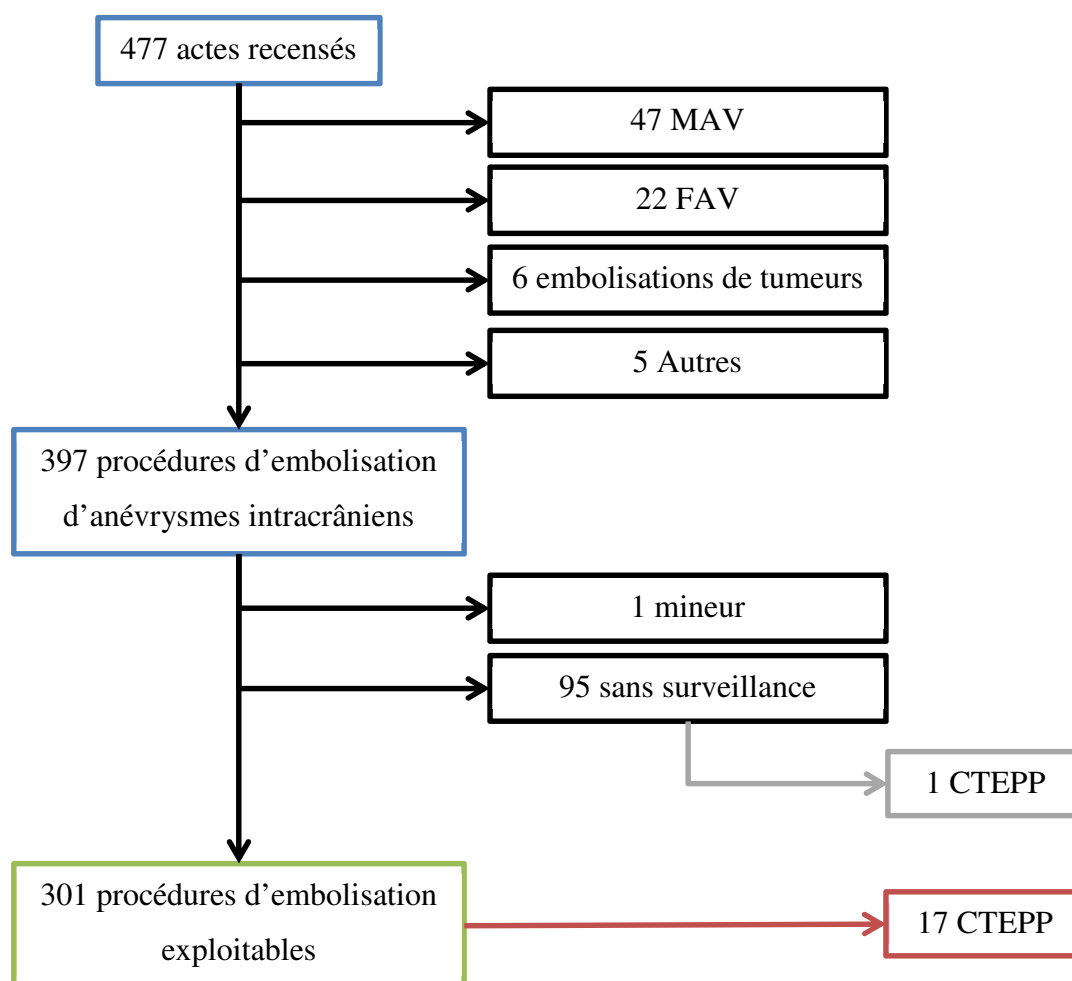 477 actes recensés
47 MAV
22 FAV
6 embolisations de tumeurs
5 Autres
397 procédures d’embolisation
d’anévrysmes intracrâniens
1 mineur
95 sans surveillance
1 CTEPP
301 procédures d’embolisation
exploitables
17 CTEPP